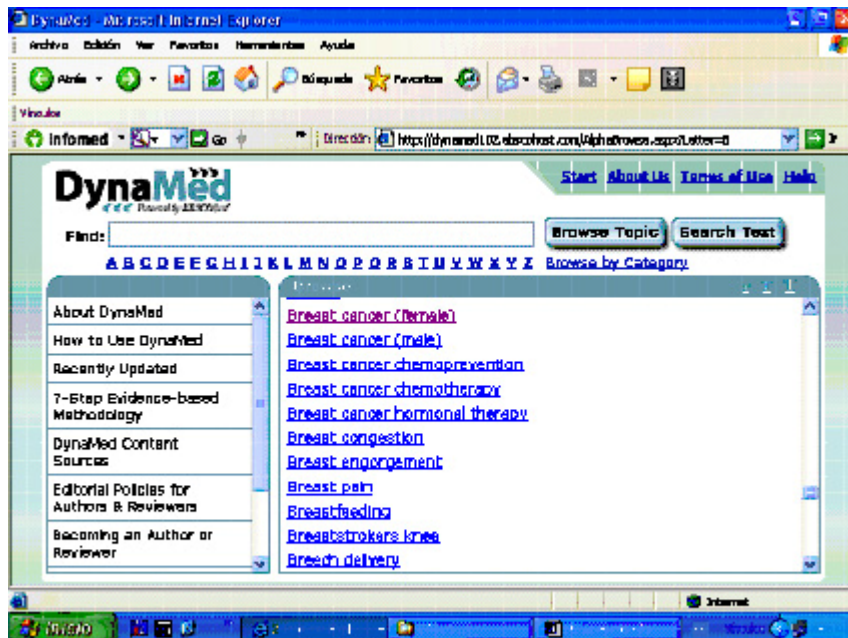 DynaMed - Microsoft Internet Explorer
Archivo Edición Ver Favoritos Herramientas Ayuda
Atrás Búsqueda Favoritos
Vínculos
Infomed Go Dirección http://dynamed102.ebscohost.com/AlphaBrowse.aspx?Letter=B
DynaMed
Start About Us Terms of Use Help
Find: Browse Topic Search Text
A B C D E F G H I J K L M N O P Q R S T U V W X Y Z Browse by Category
About DynaMed
How to Use DynaMed
Recently Updated
7-Step Evidence-based
Methodology
DynaMed Content
Sources
Editorial Policies for
Authors & Reviewers
Becoming an Author or
Reviewer
Breast cancer (female)
Breast cancer (male)
Breast cancer chemoprevention
Breast cancer chemotherapy
Breast cancer hormonal therapy
Breast congestion
Breast engorgement
Breast pain
Breastfeeding
Breaststrokers knee
Breech delivery
Internet
Inicio